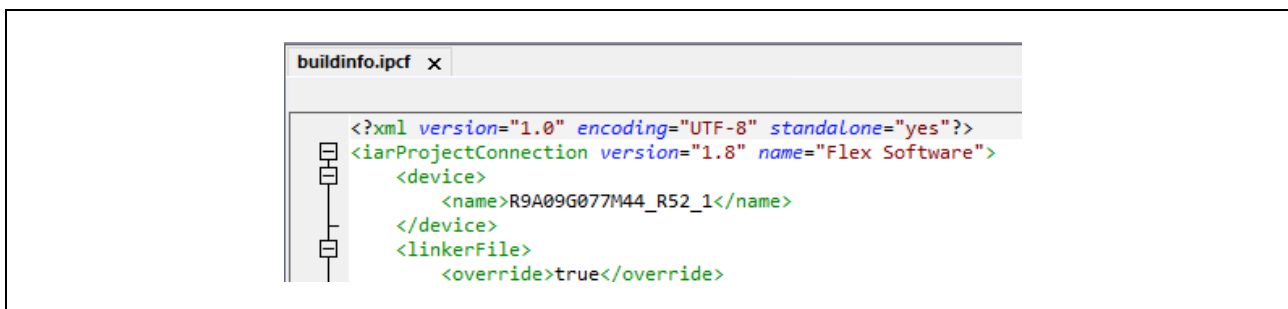 buildinfo.ipcf x
<?xml version="1.0" encoding="UTF-8" standalone="yes"?>
<iarProjectConnection version="1.8" name="Flex Software">
<device>
<name>R9A09G077M44_R52_1</name>
</device>
<linkerFile>
<override>true</override>